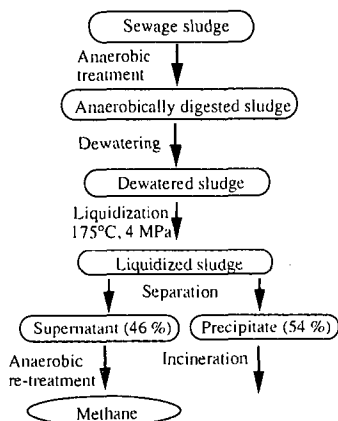 Sewage sludge
Anaerobic
treatment
Anaerobically digested sludge
Dewatering
Dewatered sludge
Liquidization
175°C, 4 MPa
Liquidized sludge
Separation
Supernatant (46 %)
Precipitate (54 %)
Anaerobic
re-treatment
Incineration
Methane